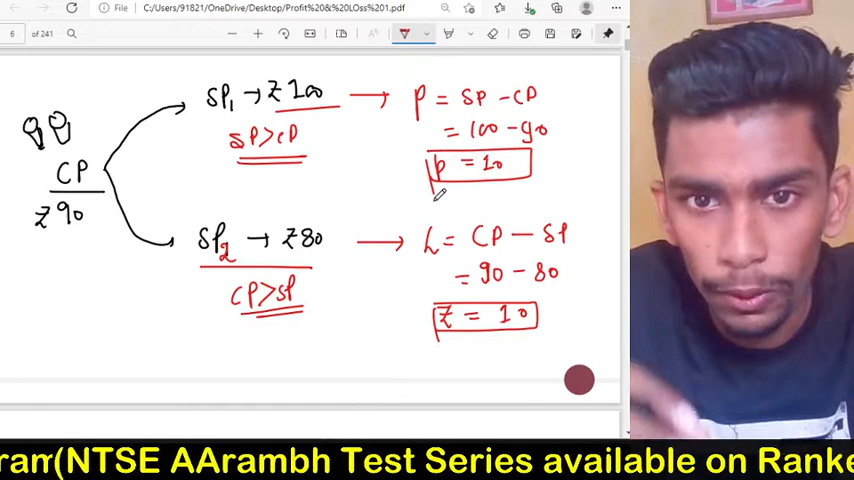 File
C:/Users/91821/OneDrive/Desktop/Profit%20&%20LOss%201.pdf
6 of 241
SP1 → ₹100 → P = SP - CP
SP>CP = 100 - 90
P = 10
CP
₹90
SP2 → ₹80 → L = CP - SP
CP>SP = 90 - 80
₹ = 10
ram(NTSE AArambh Test Series available on Ranke